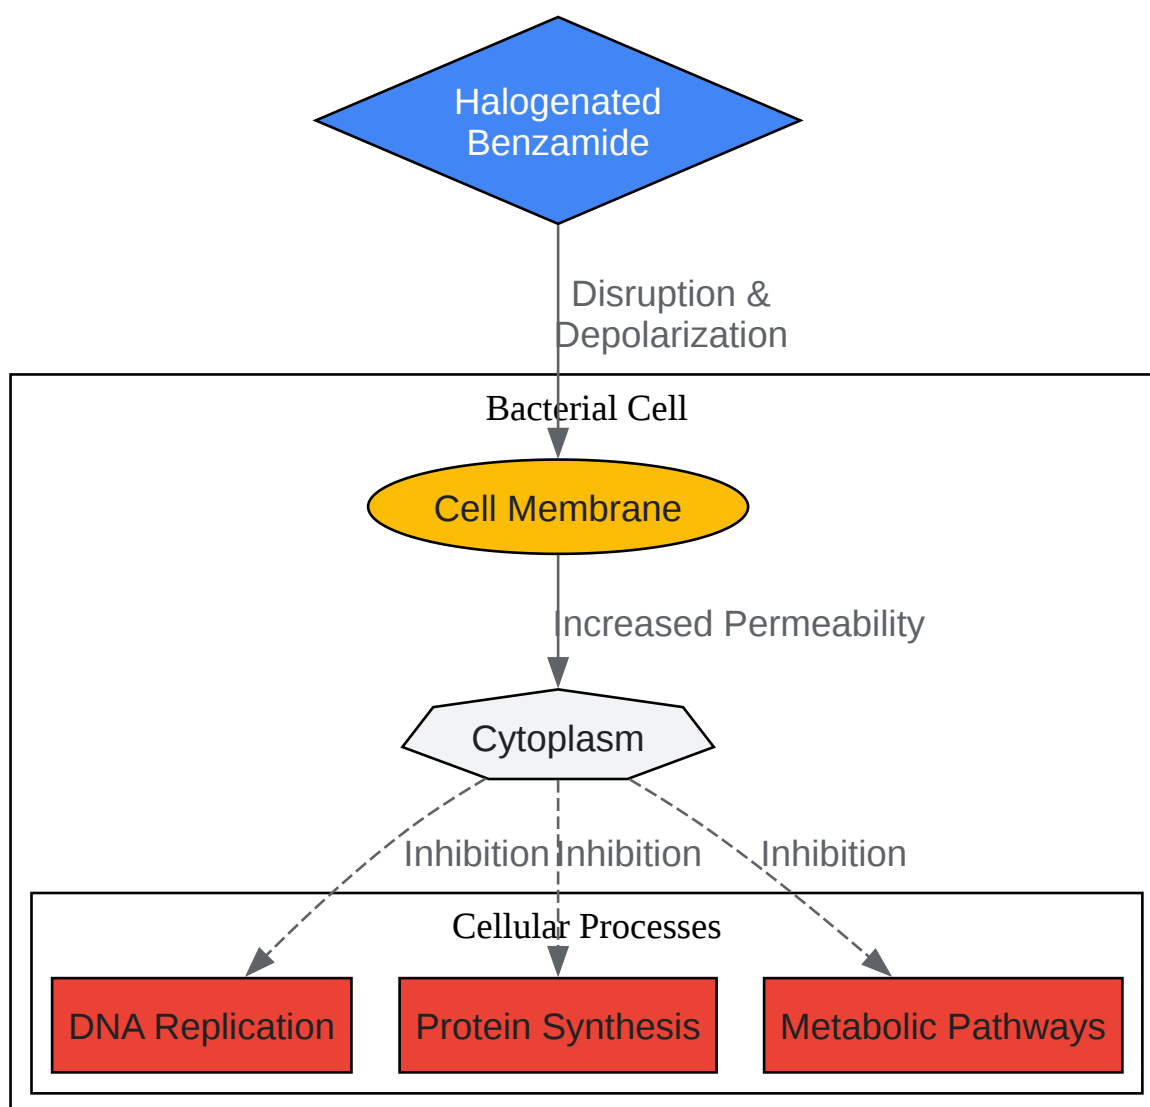 Halogenated
Benzamide
Disruption &
Depolarization
Bacterial Cell
Cell Membrane
Increased Permeability
Cytoplasm
Inhibition Inhibition Inhibition
Cellular Processes
DNA Replication Protein Synthesis Metabolic Pathways